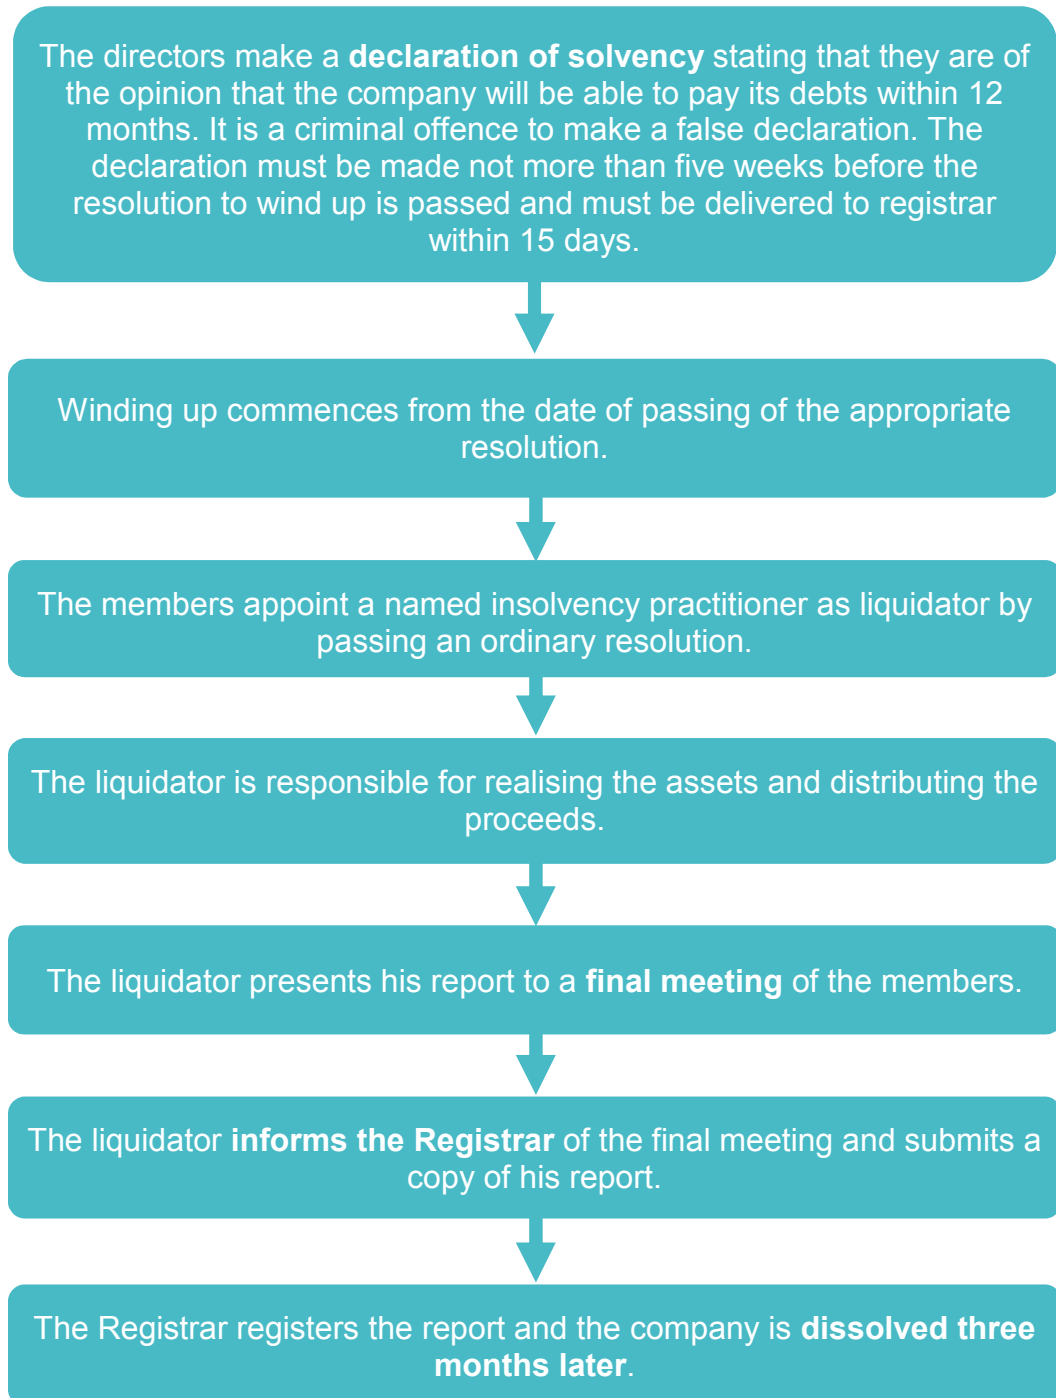 The directors make a declaration of solvency stating that they are of
the opinion that the company will be able to pay its debts within 12
months. It is a criminal offence to make a false declaration. The
declaration must be made not more than five weeks before the
resolution to wind up is passed and must be delivered to registrar
within 15 days.
Winding up commences from the date of passing of the appropriate
resolution.
The members appoint a named insolvency practitioner as liquidator by
passing an ordinary resolution.
The liquidator is responsible for realising the assets and distributing the
proceeds.
The liquidator presents his report to a final meeting of the members.
The liquidator informs the Registrar of the final meeting and submits a
copy of his report.
The Registrar registers the report and the company is dissolved three
months later.